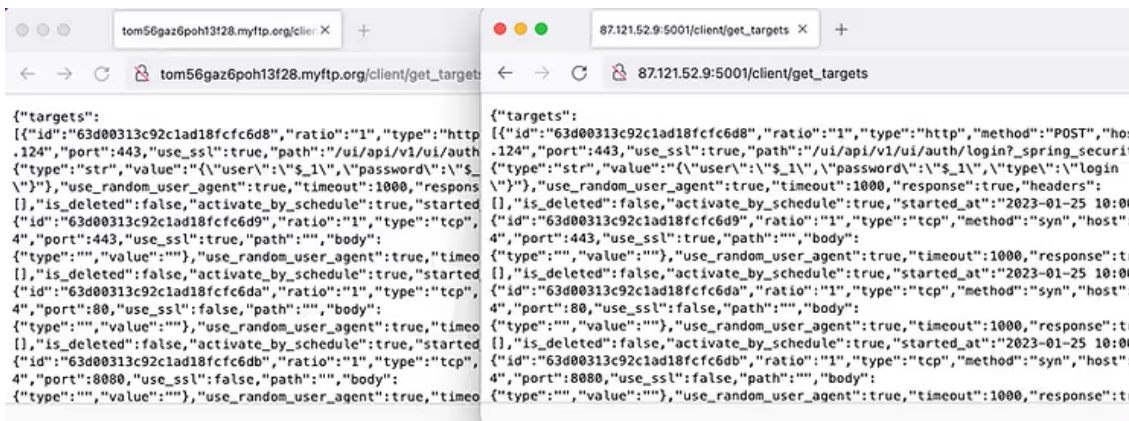 tom56gaz6poh13f28.myftp.org/clien
tom56gaz6poh13f28.myftp.org/client/get_target
{"targets":
[{"id":"63d00313c92c1ad18fcfc6d8","ratio":"1","type":"http
.124","port":443,"use_ssl":true,"path":"/ui/api/v1/ui/auth
{"type":"str","value":"{\"user\":\"$_1\",\"password\":\"$_
\"}"},"use_random_user_agent":true,"timeout":1000,"respons
[],"is_deleted":false,"activate_by_schedule":true,"started
{"id":"63d00313c92c1ad18fcfc6d9","ratio":"1","type":"tcp",
4","port":443,"use_ssl":true,"path":"","body":
{"type":"","value":""},"use_random_user_agent":true,"timeo
[],"is_deleted":false,"activate_by_schedule":true,"started
{"id":"63d00313c92c1ad18fcfc6da","ratio":"1","type":"tcp",
4","port":80,"use_ssl":false,"path":"","body":
{"type":"","value":""},"use_random_user_agent":true,"timeo
[],"is_deleted":false,"activate_by_schedule":true,"started
{"id":"63d00313c92c1ad18fcfc6db","ratio":"1","type":"tcp",
4","port":8080,"use_ssl":false,"path":"","body":
{"type":"","value":""},"use_random_user_agent":true,"timeo
87.121.52.9:5001/client/get_targets
87.121.52.9:5001/client/get_targets
{"targets":
[{"id":"63d00313c92c1ad18fcfc6d8","ratio":"1","type":"http","method":"POST","hos
.124","port":443,"use_ssl":true,"path":"/ui/api/v1/ui/auth/login?_spring_securit
{"type":"str","value":"{\"user\":\"$_1\",\"password\":\"$_1\",\"type\":\"login
\"}"},"use_random_user_agent":true,"timeout":1000,"response":true,"headers":
[],"is_deleted":false,"activate_by_schedule":true,"started_at":"2023-01-25 10:00
{"id":"63d00313c92c1ad18fcfc6d9","ratio":"1","type":"tcp","method":"syn","host":
4","port":443,"use_ssl":true,"path":"","body":
{"type":"","value":""},"use_random_user_agent":true,"timeout":1000,"response":t
[],"is_deleted":false,"activate_by_schedule":true,"started_at":"2023-01-25 10:00
{"id":"63d00313c92c1ad18fcfc6da","ratio":"1","type":"tcp","method":"syn","host":
4","port":80,"use_ssl":false,"path":"","body":
{"type":"","value":""},"use_random_user_agent":true,"timeout":1000,"response":t
[],"is_deleted":false,"activate_by_schedule":true,"started_at":"2023-01-25 10:00
{"id":"63d00313c92c1ad18fcfc6db","ratio":"1","type":"tcp","method":"syn","host":
4","port":8080,"use_ssl":false,"path":"","body":
{"type":"","value":""},"use_random_user_agent":true,"timeout":1000,"response":t